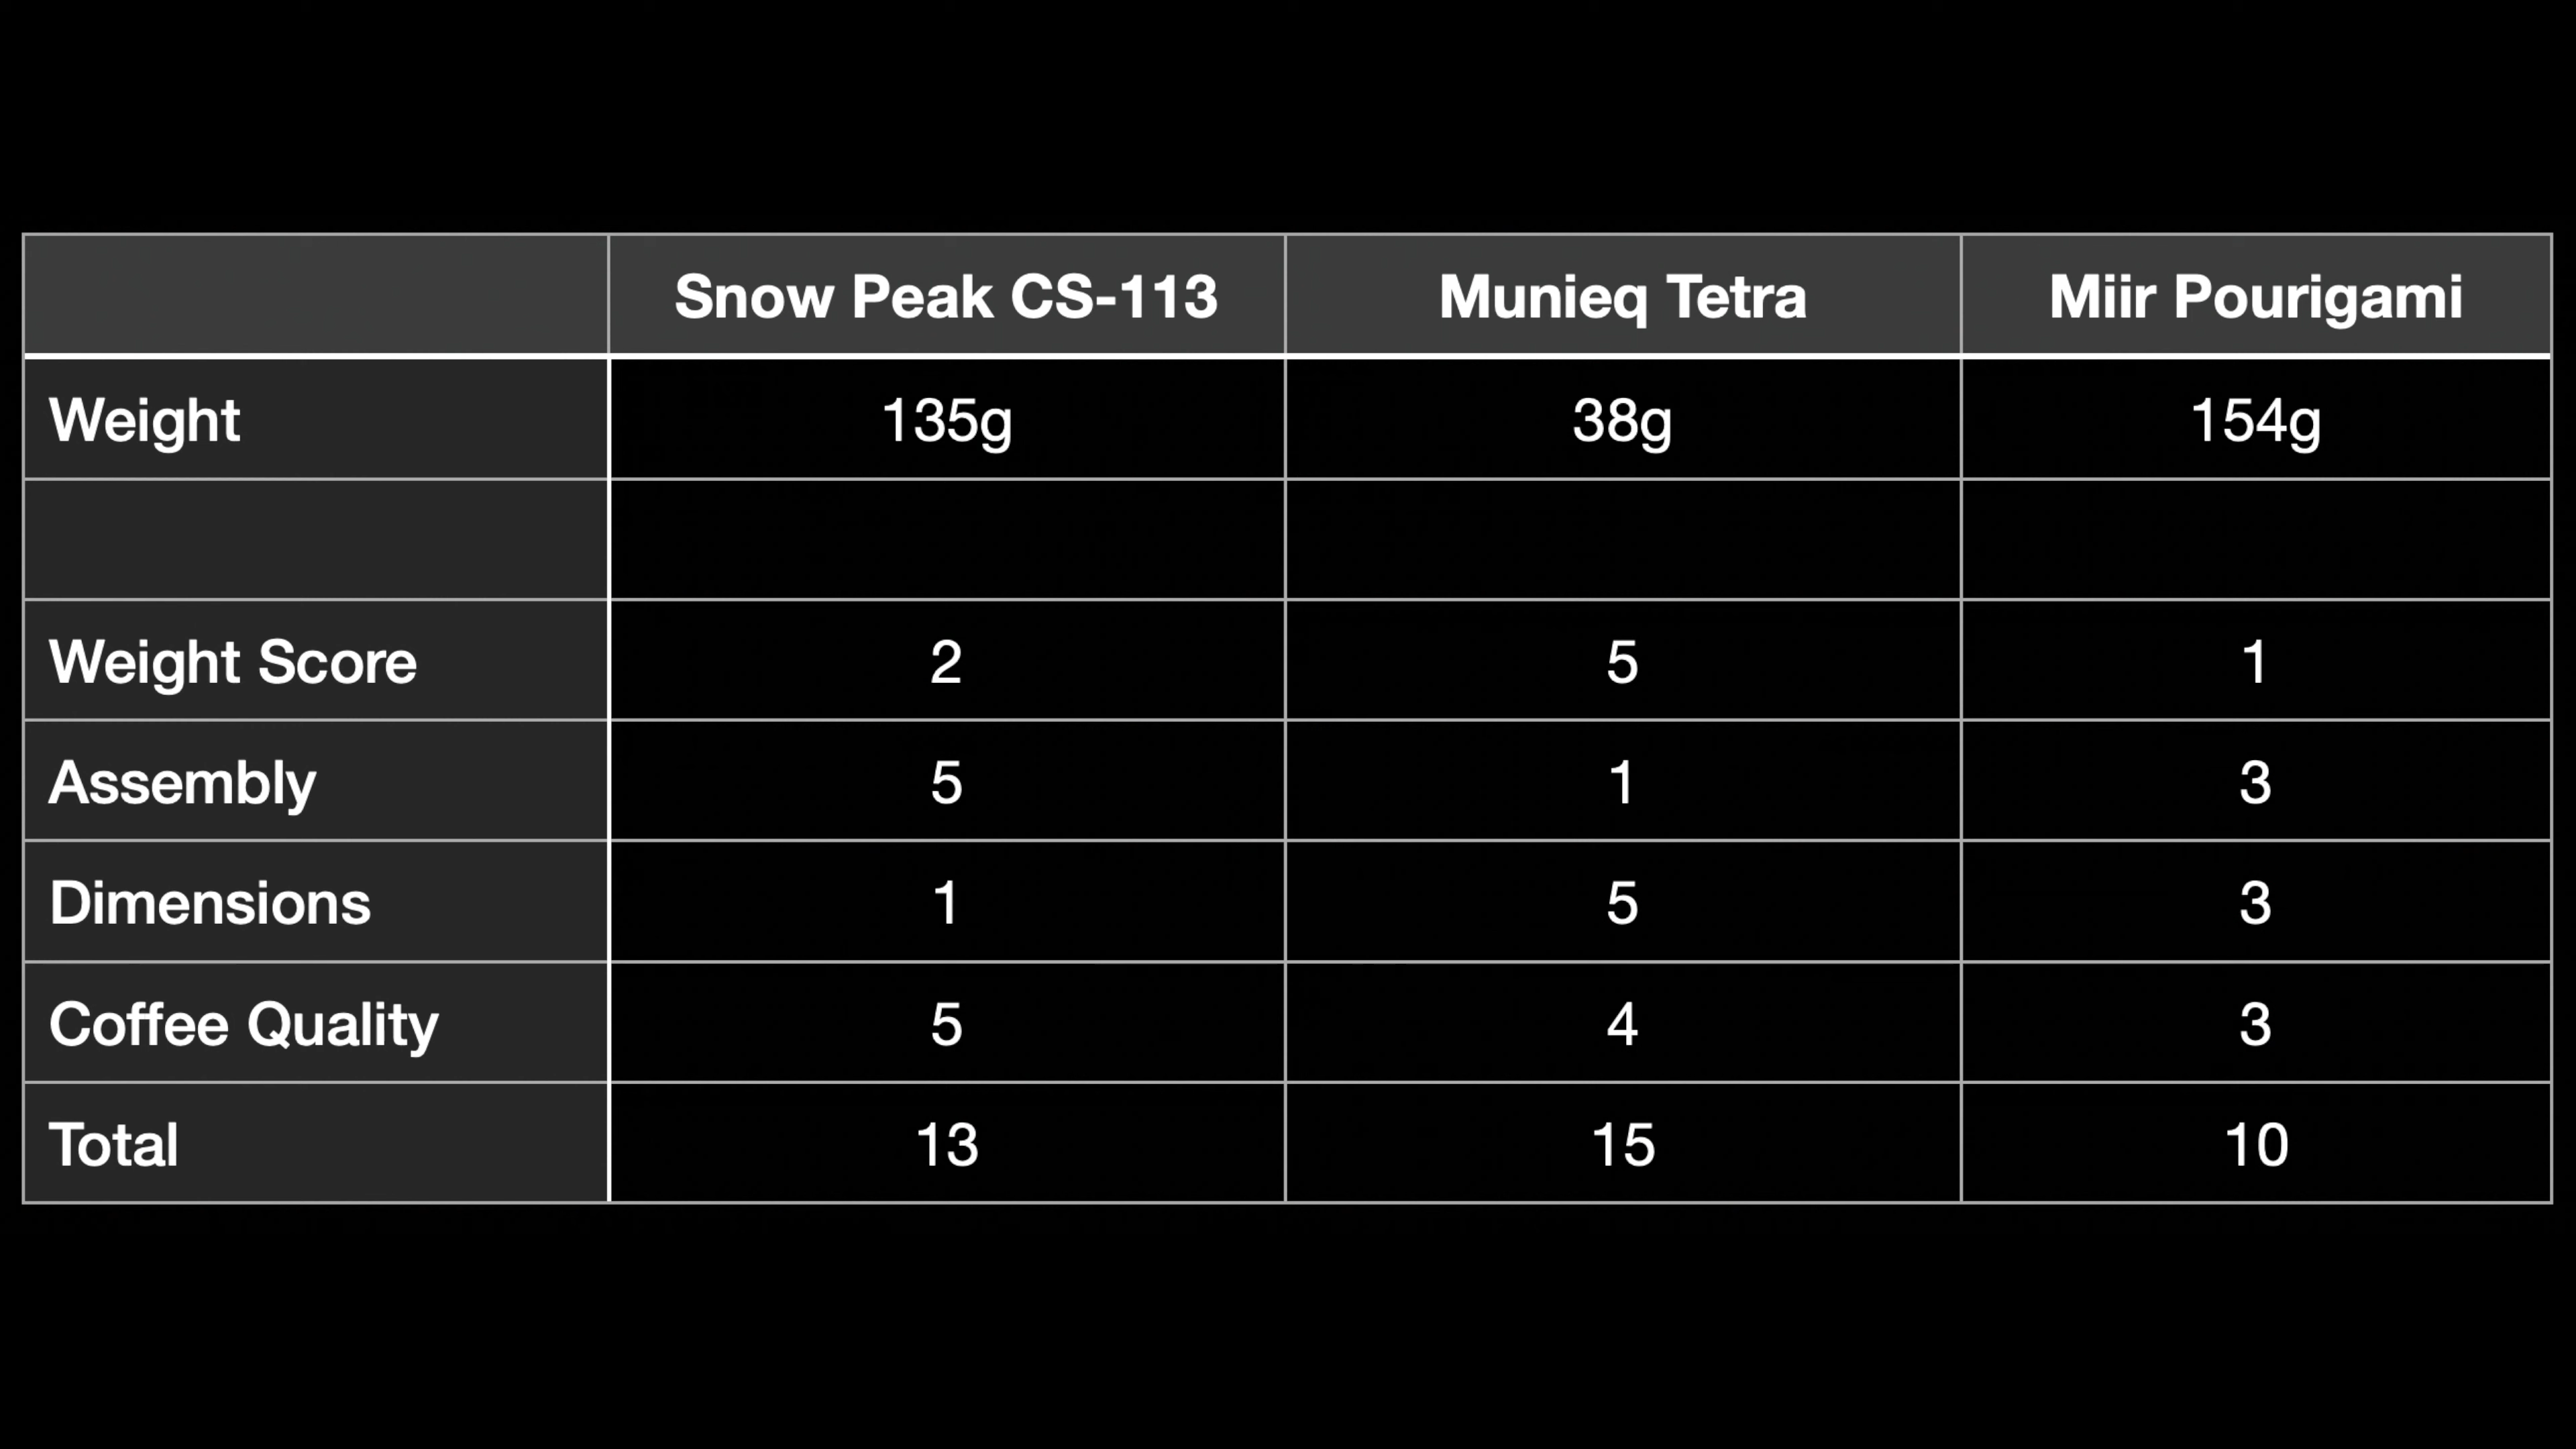 Snow Peak CS-113 Munieq Tetra Miir Pourigami
Weight 135g 38g 154g
Weight Score 2 5 1
Assembly 5 1 3
Dimensions 1 5 3
Coffee Quality 5 4 3
Total 13 15 10